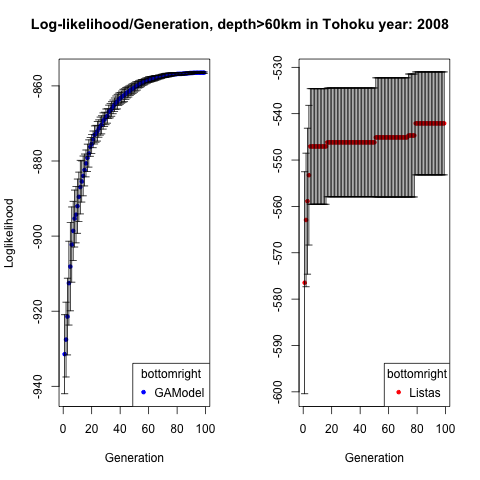 Log-likelihood/Generation, depth>60km in Tohoku year: 2008
Loglikelihood
-860
-880
-900
-920
-940
bottomright
GAModel
0 20 40 60 80 100
Generation
-530
-540
-550
-560
-570
-580
-590
-600
bottomright
Listas
0 20 40 60 80 100
Generation